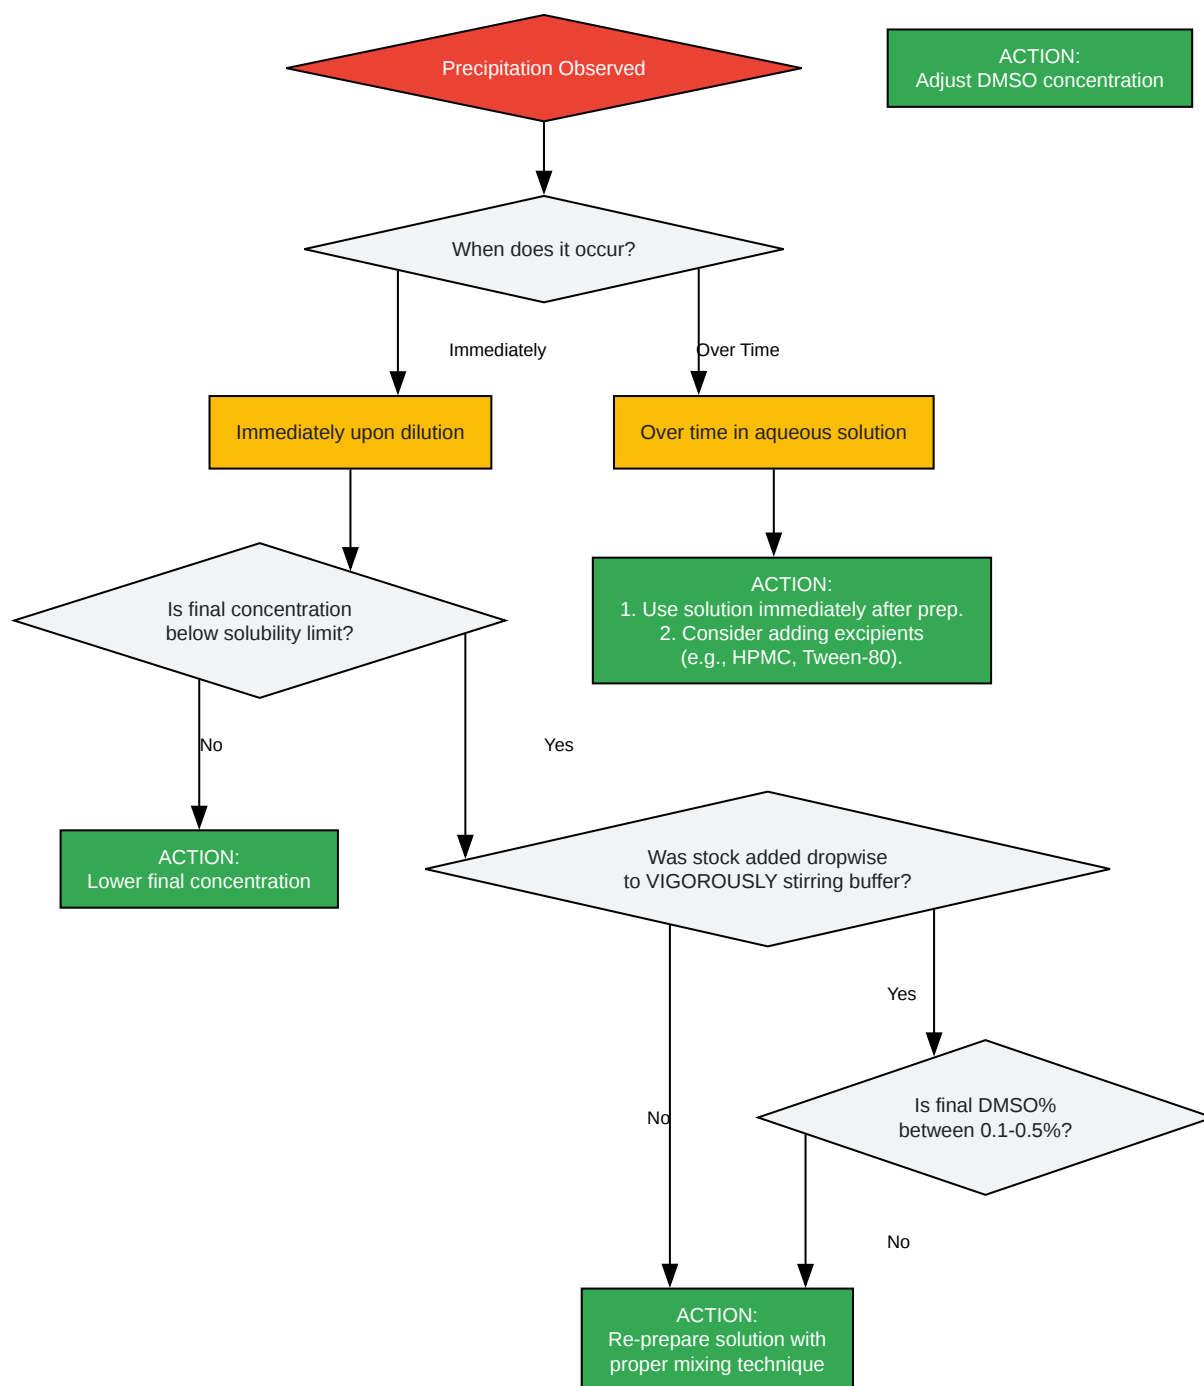 Precipitation Observed
ACTION:
Adjust DMSO concentration
When does it occur?
Immediately
Over Time
Immediately upon dilution
Over time in aqueous solution
Is final concentration
below solubility limit?
ACTION:
1. Use solution immediately after prep.
2. Consider adding excipients
(e.g., HPMC, Tween-80).
No
Yes
ACTION:
Lower final concentration
Was stock added dropwise
to VIGOROUSLY stirring buffer?
Yes
No
Is final DMSO%
between 0.1-0.5%?
No
ACTION:
Re-prepare solution with
proper mixing technique